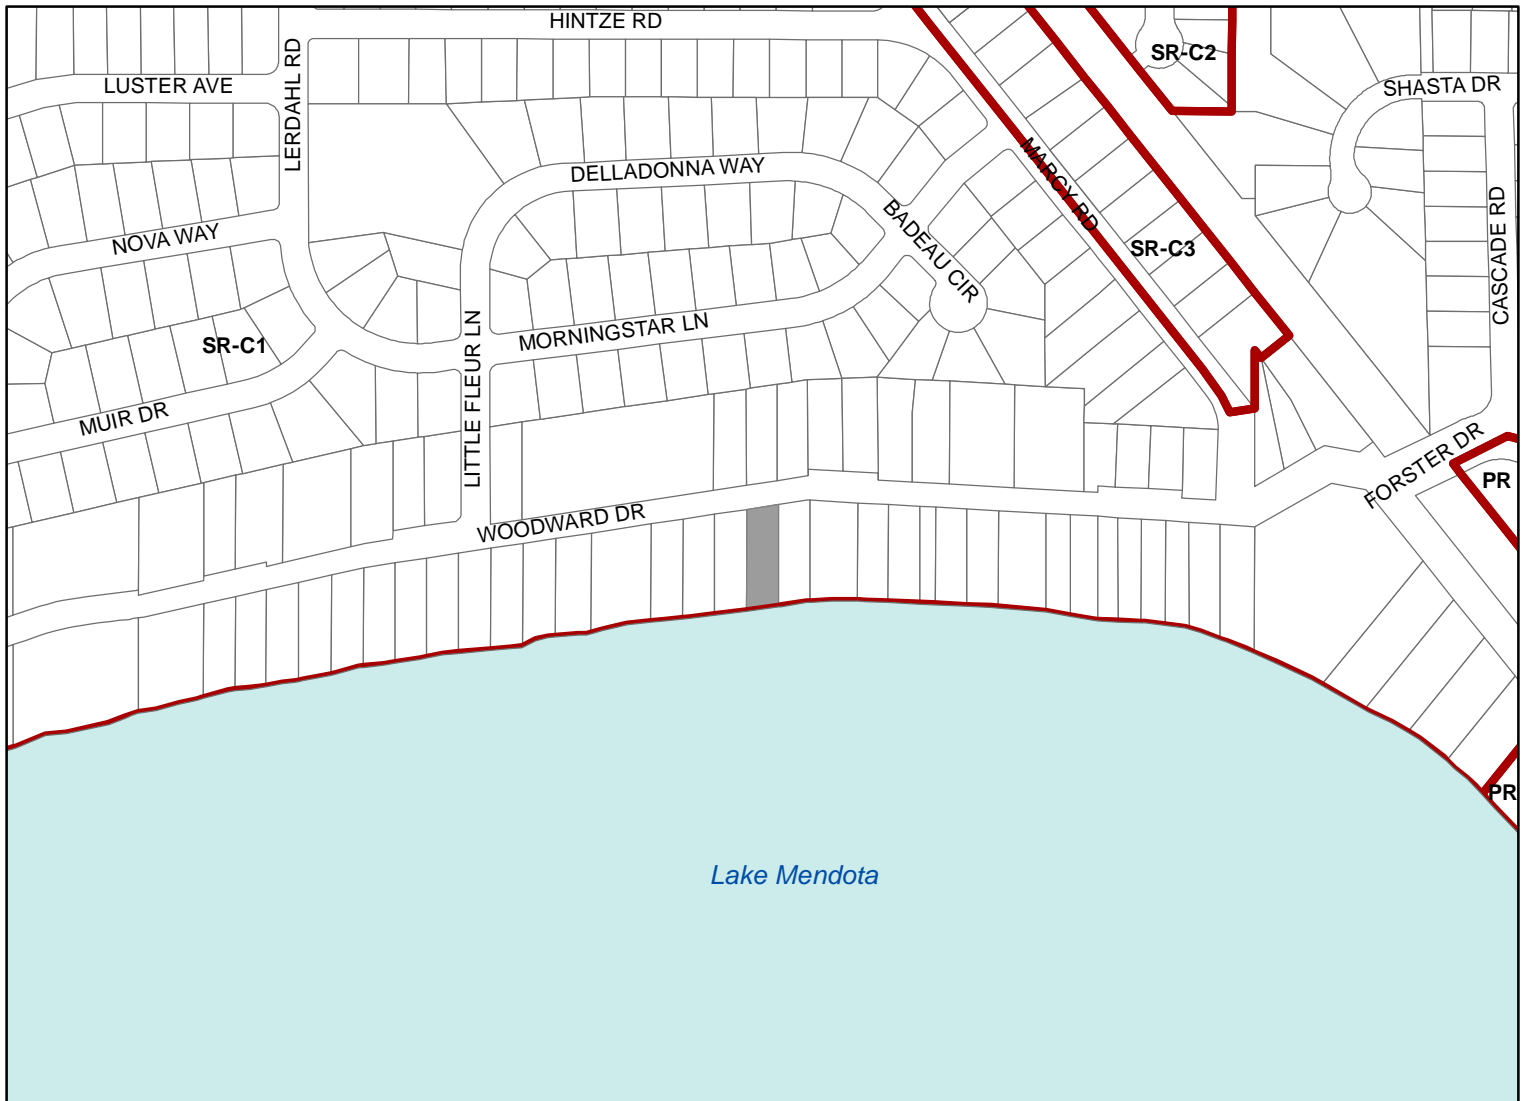 HINTZE RD
SR-C2
LUSTER AVE
SHASTA DR
LERDAHL RD
DELLADONNA WAY
MARCY RD
BADEAU CIR
NOVA WAY
SR-C3
CASCADE RD
MORNINGSTAR LN
SR-C1
LITTLE FLEUR LN
MUIR DR
FORSTER DR
PR
WOODWARD DR
PR
Lake Mendota